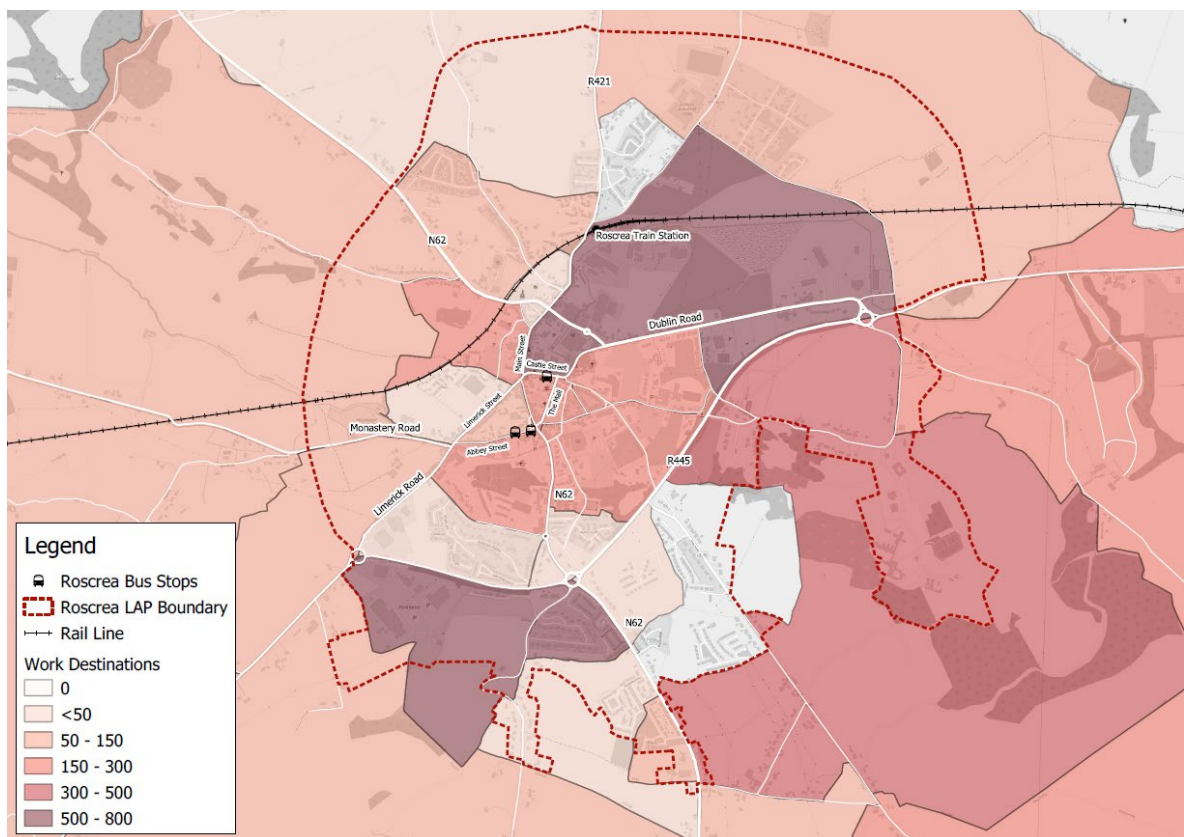 R421
N62
Roscrea Train Station
Dublin Road
Main Street
Castle Street
The Mall
Limerick Street
Monastery Road
Abbey Street
R445
Limerick Road
N62
N62
Legend
Roscrea Bus Stops
Roscrea LAP Boundary
Rail Line
Work Destinations
0
<50
50 - 150
150 - 300
300 - 500
500 - 800